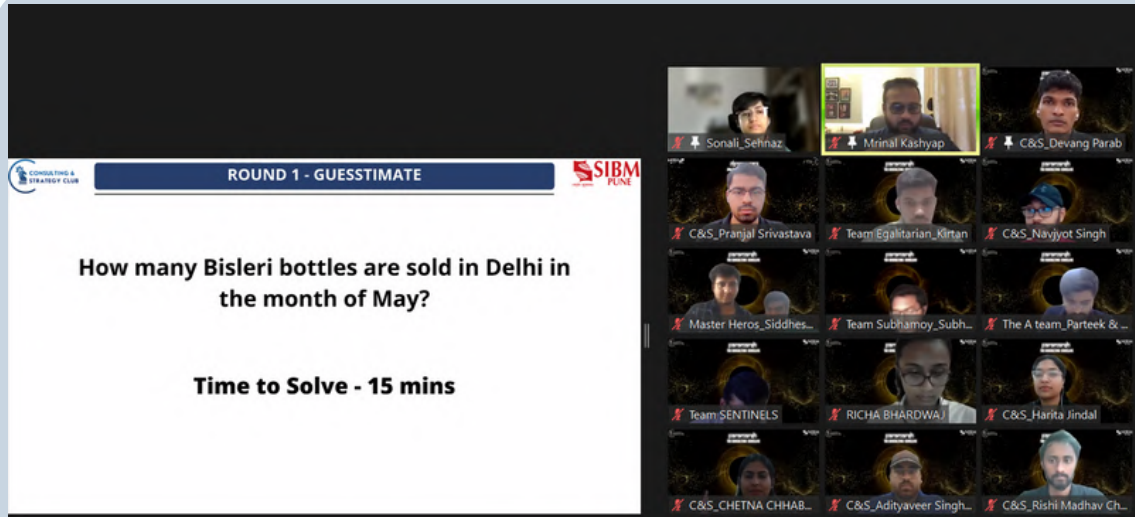 CONSULTING &
STRATEGY CLUB
ROUND 1 - GUESSTIMATE
SIBM
PUNE
How many Bisleri bottles are sold in Delhi in
the month of May?
Time to Solve - 15 mins
Sonali_Sehnaz
Mrinal Kashyap
C&S_Devang Parab
C&S_Pranjal Srivastava
Team Egalitarian_Kirtan
C&S_Navjyot Singh
Master Heros_Siddhes...
Team Subhamoy_Subh...
The A team_Parteek & ...
Team SENTINELS
RICHA BHARDWAJ
C&S_Harita Jindal
C&S_CHETNA CHHAB...
C&S_Adityaveer Singh...
C&S_Rishi Madhav Ch...